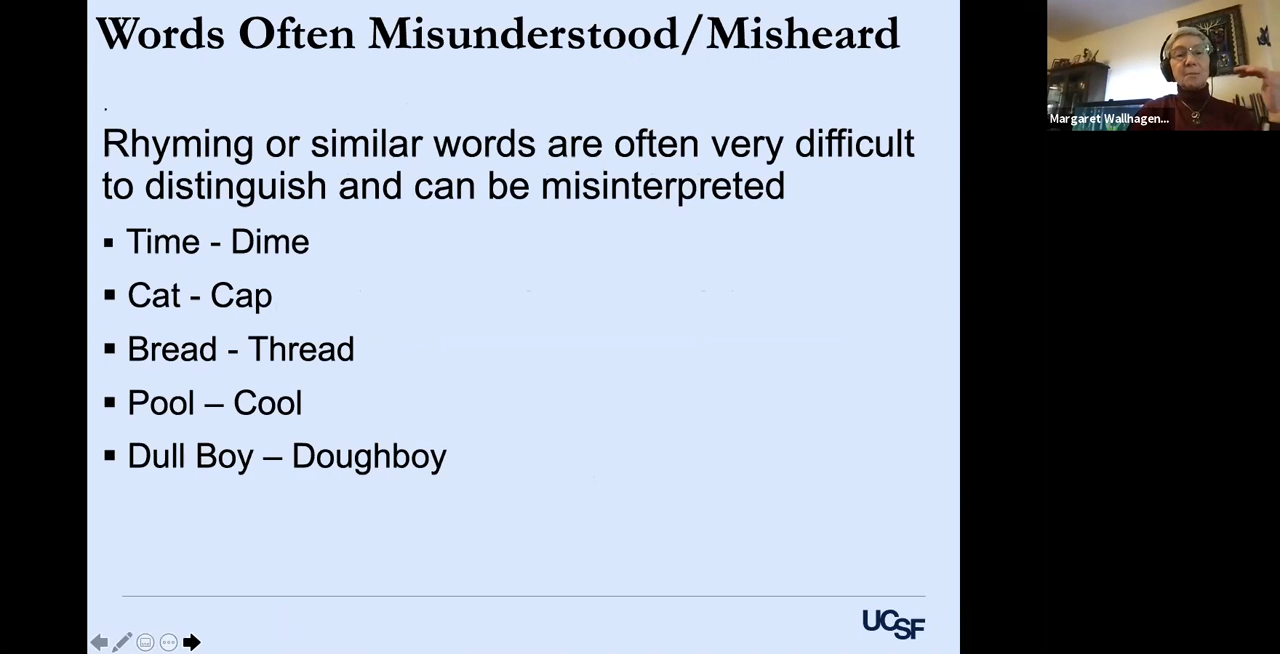 Words Often Misunderstood/Misheard
.
Rhyming or similar words are often very difficult
to distinguish and can be misinterpreted
▪ Time - Dime
▪ Cat - Cap
▪ Bread - Thread
▪ Pool – Cool
▪ Dull Boy – Doughboy
UCSF
Margaret Wallhagen...